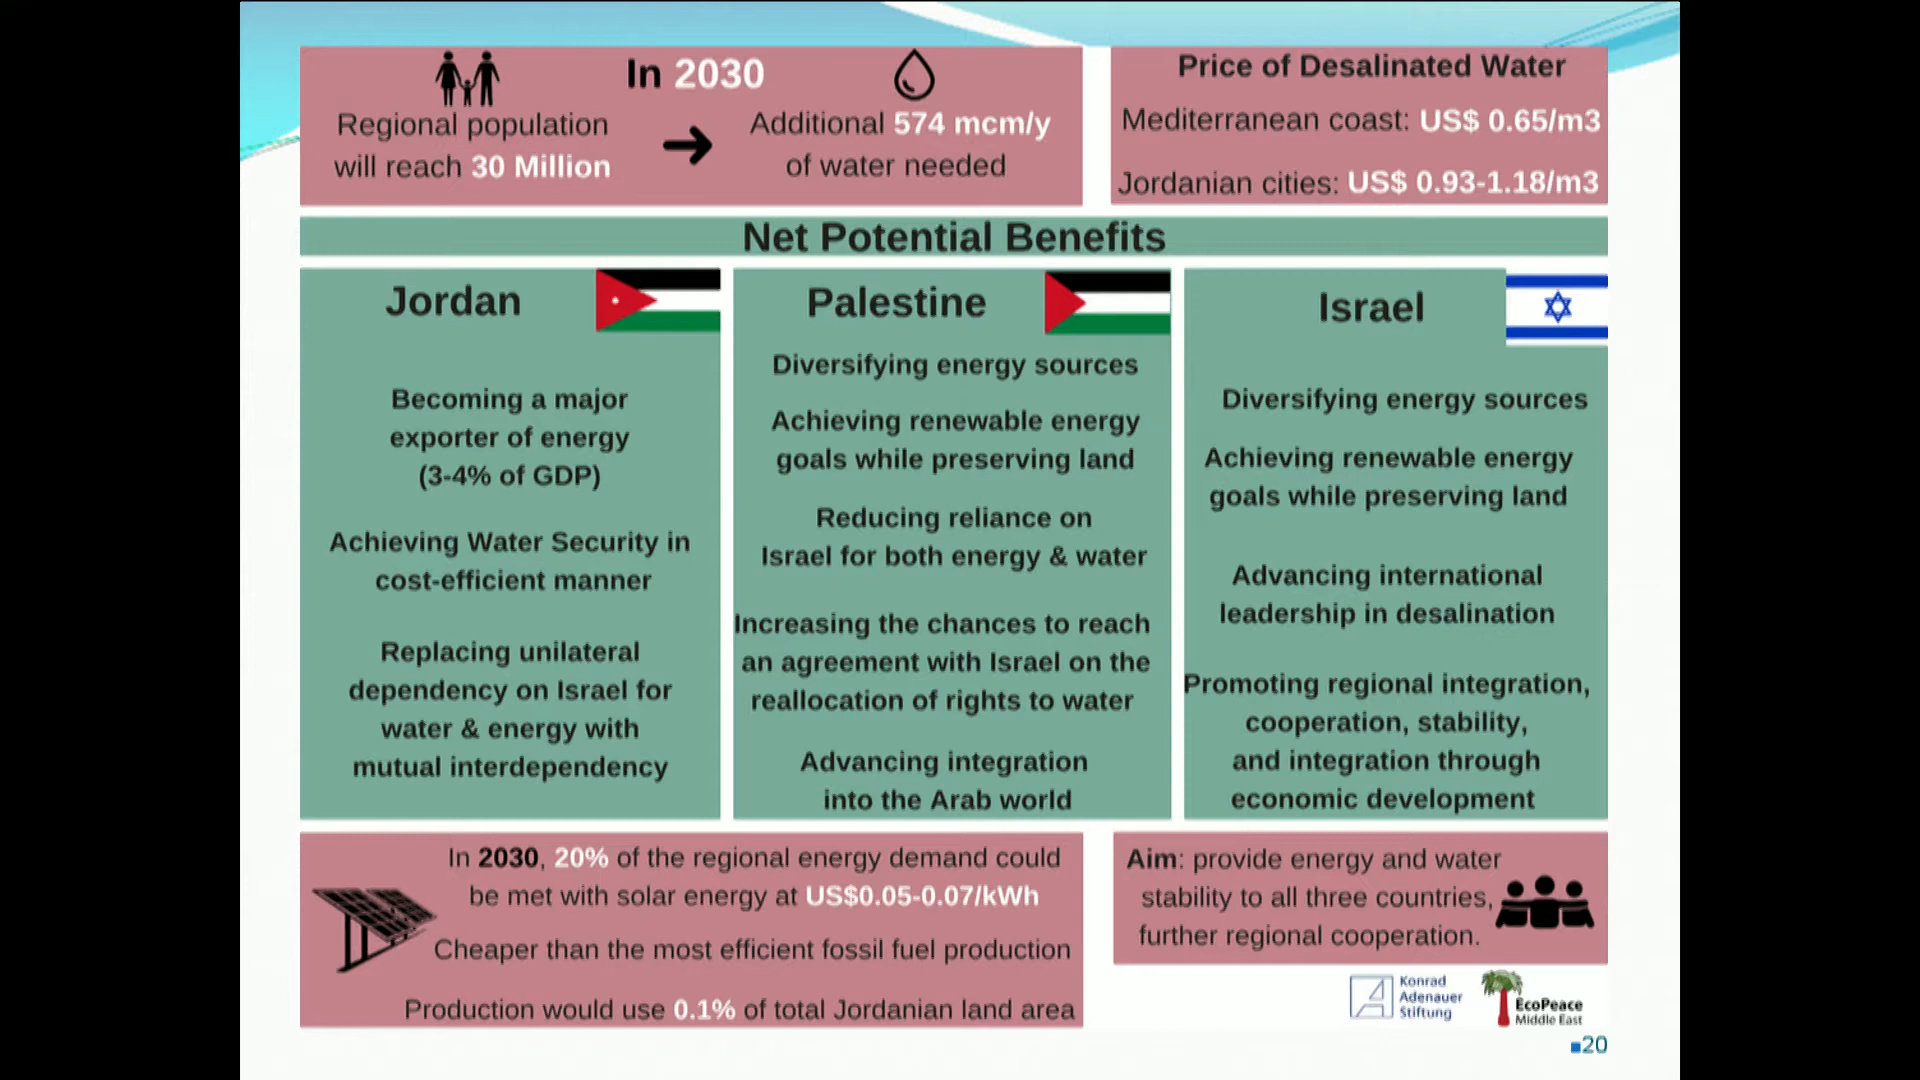 In 2030
Regional population
will reach 30 Million
Additional 574 mcm/y
of water needed
Price of Desalinated Water
Mediterranean coast: US$ 0.65/m3
Jordanian cities: US$ 0.93-1.18/m3
Net Potential Benefits
Jordan
Becoming a major
exporter of energy
(3-4% of GDP)
Achieving Water Security in
cost-efficient manner
Replacing unilateral
dependency on Israel for
water & energy with
mutual interdependency
Palestine
Diversifying energy sources
Achieving renewable energy
goals while preserving land
Reducing reliance on
Israel for both energy & water
Increasing the chances to reach
an agreement with Israel on the
reallocation of rights to water
Advancing integration
into the Arab world
Israel
Diversifying energy sources
Achieving renewable energy
goals while preserving land
Advancing international
leadership in desalination
Promoting regional integration,
cooperation, stability,
and integration through
economic development
In 2030, 20% of the regional energy demand could
be met with solar energy at US$0.05-0.07/kWh
Cheaper than the most efficient fossil fuel production
Production would use 0.1% of total Jordanian land area
Aim: provide energy and water
stability to all three countries,
further regional cooperation.
Konrad
Adenauer
Stiftung
EcoPeace
Middle East
20